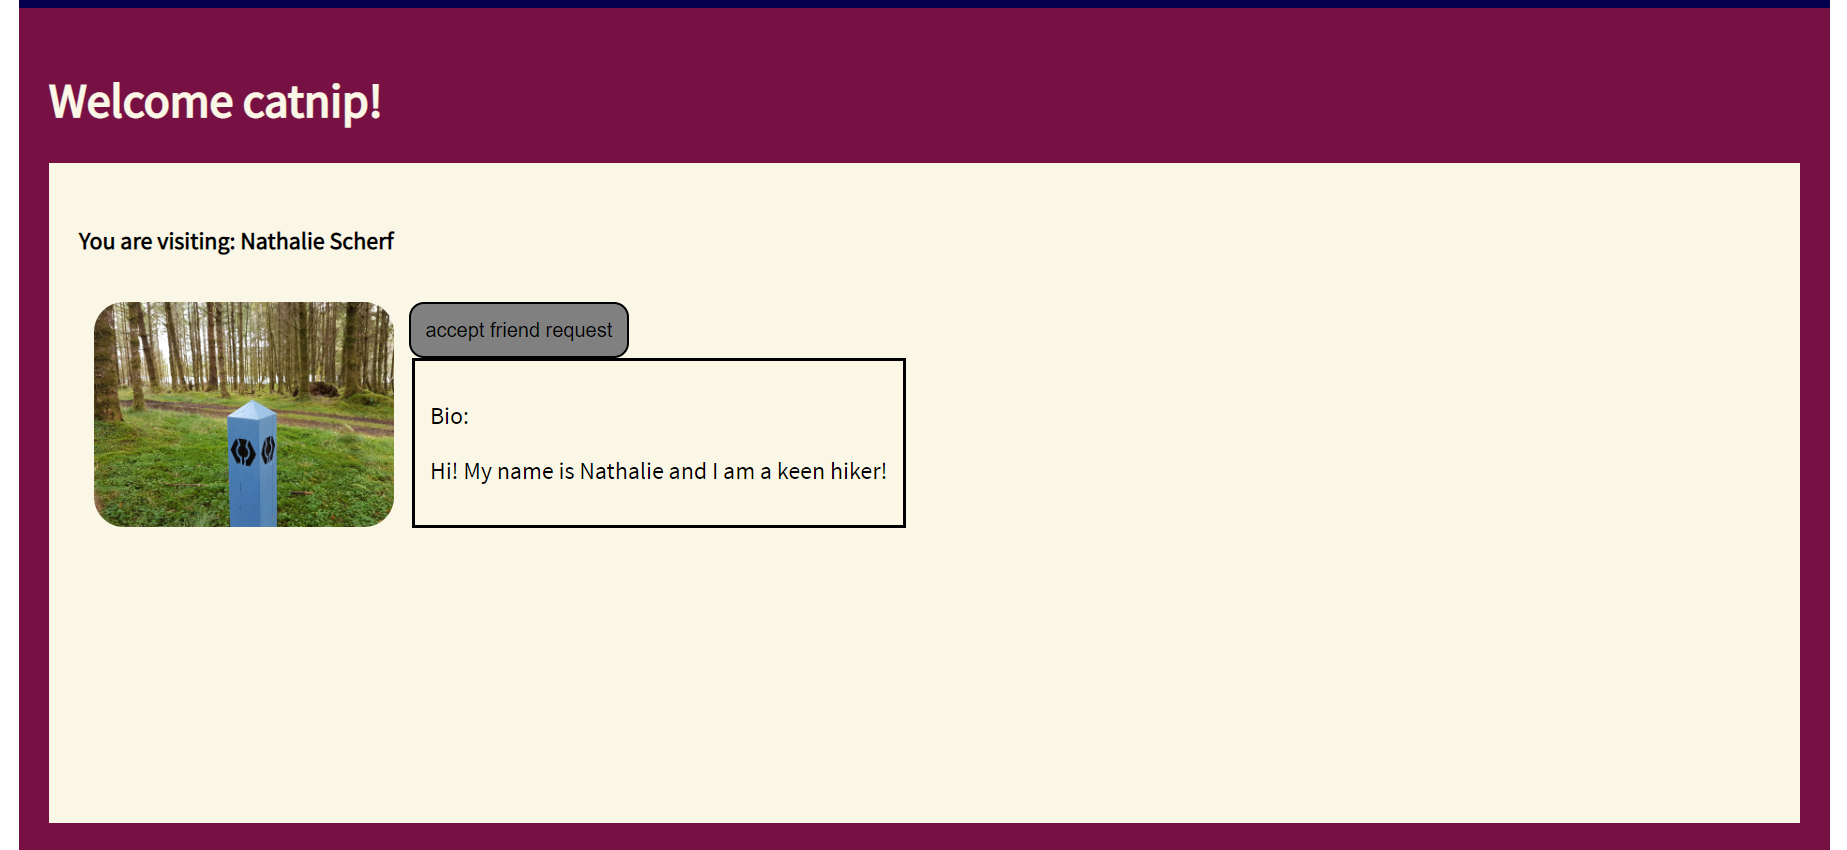 Welcome catnip!
You are visiting: Nathalie Scherf
accept friend request
Bio:
Hi! My name is Nathalie and I am a keen hiker!